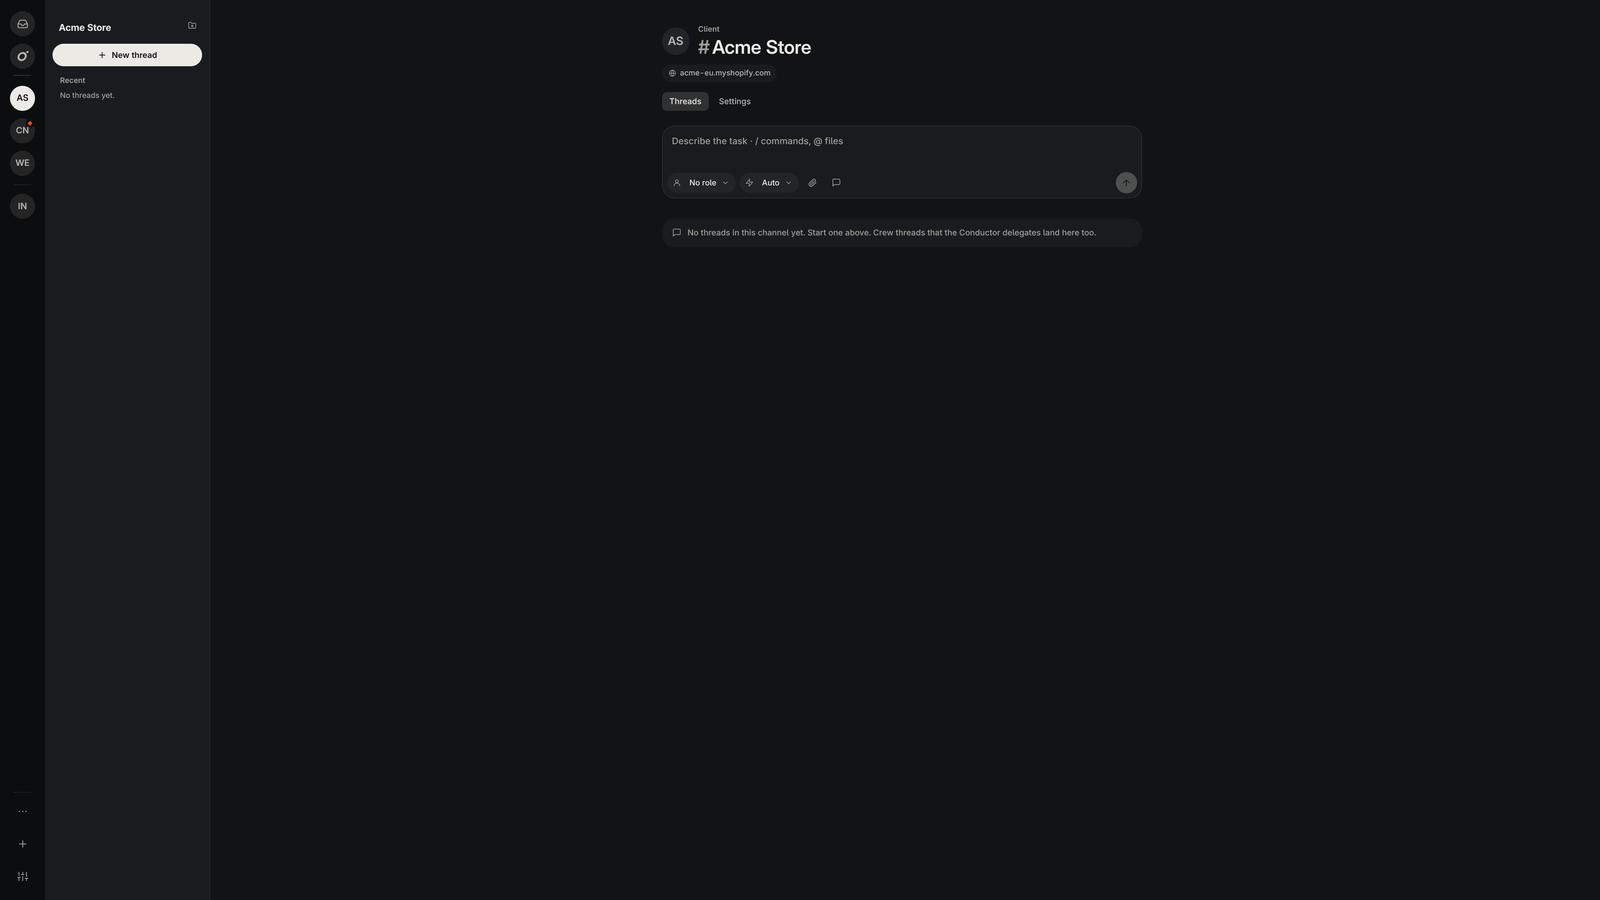 Acme Store
New thread
Recent
No threads yet.
AS
CN
WE
IN
AS
Client
#Acme Store
acme-eu.myshopify.com
Threads
Settings
Describe the task · / commands, @ files
No role
Auto
No threads in this channel yet. Start one above. Crew threads that the Conductor delegates land here too.